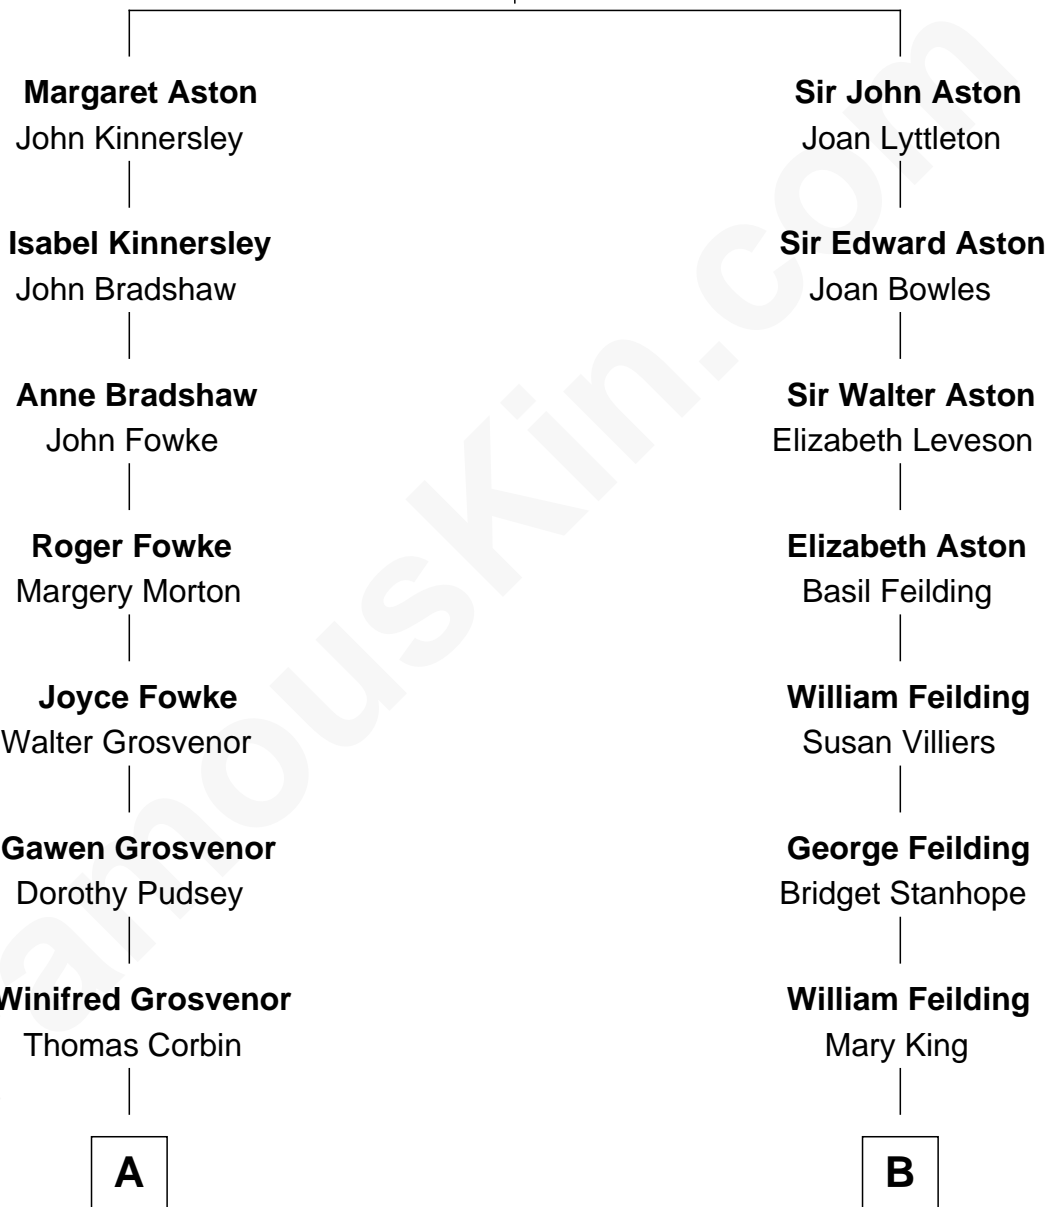 Margaret Aston
John Kinnersley
Isabel Kinnersley
John Bradshaw
Anne Bradshaw
John Fowke
Roger Fowke
Margery Morton
Joyce Fowke
Walter Grosvenor
Gawen Grosvenor
Dorothy Pudsey
Winifred Grosvenor
Thomas Corbin
A
Sir John Aston
Joan Lyttleton
Sir Edward Aston
Joan Bowles
Sir Walter Aston
Elizabeth Leveson
Elizabeth Aston
Basil Feilding
William Feilding
Susan Villiers
George Feilding
Bridget Stanhope
William Feilding
Mary King
B
amouskin.com